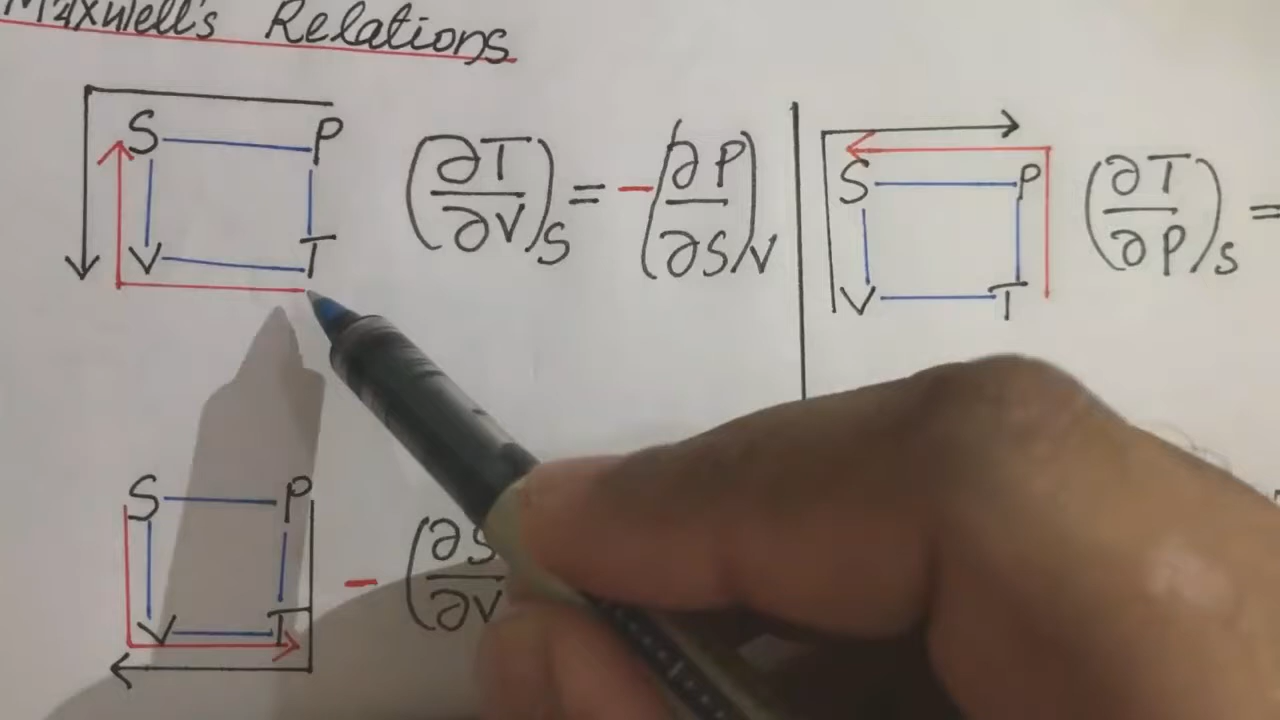 Maxwell's Relations
S P
V T
(∂T/∂V)S = -(∂P/∂S)V
S P
V T
(∂T/∂P)S =
S P
V T
- (∂S/∂V